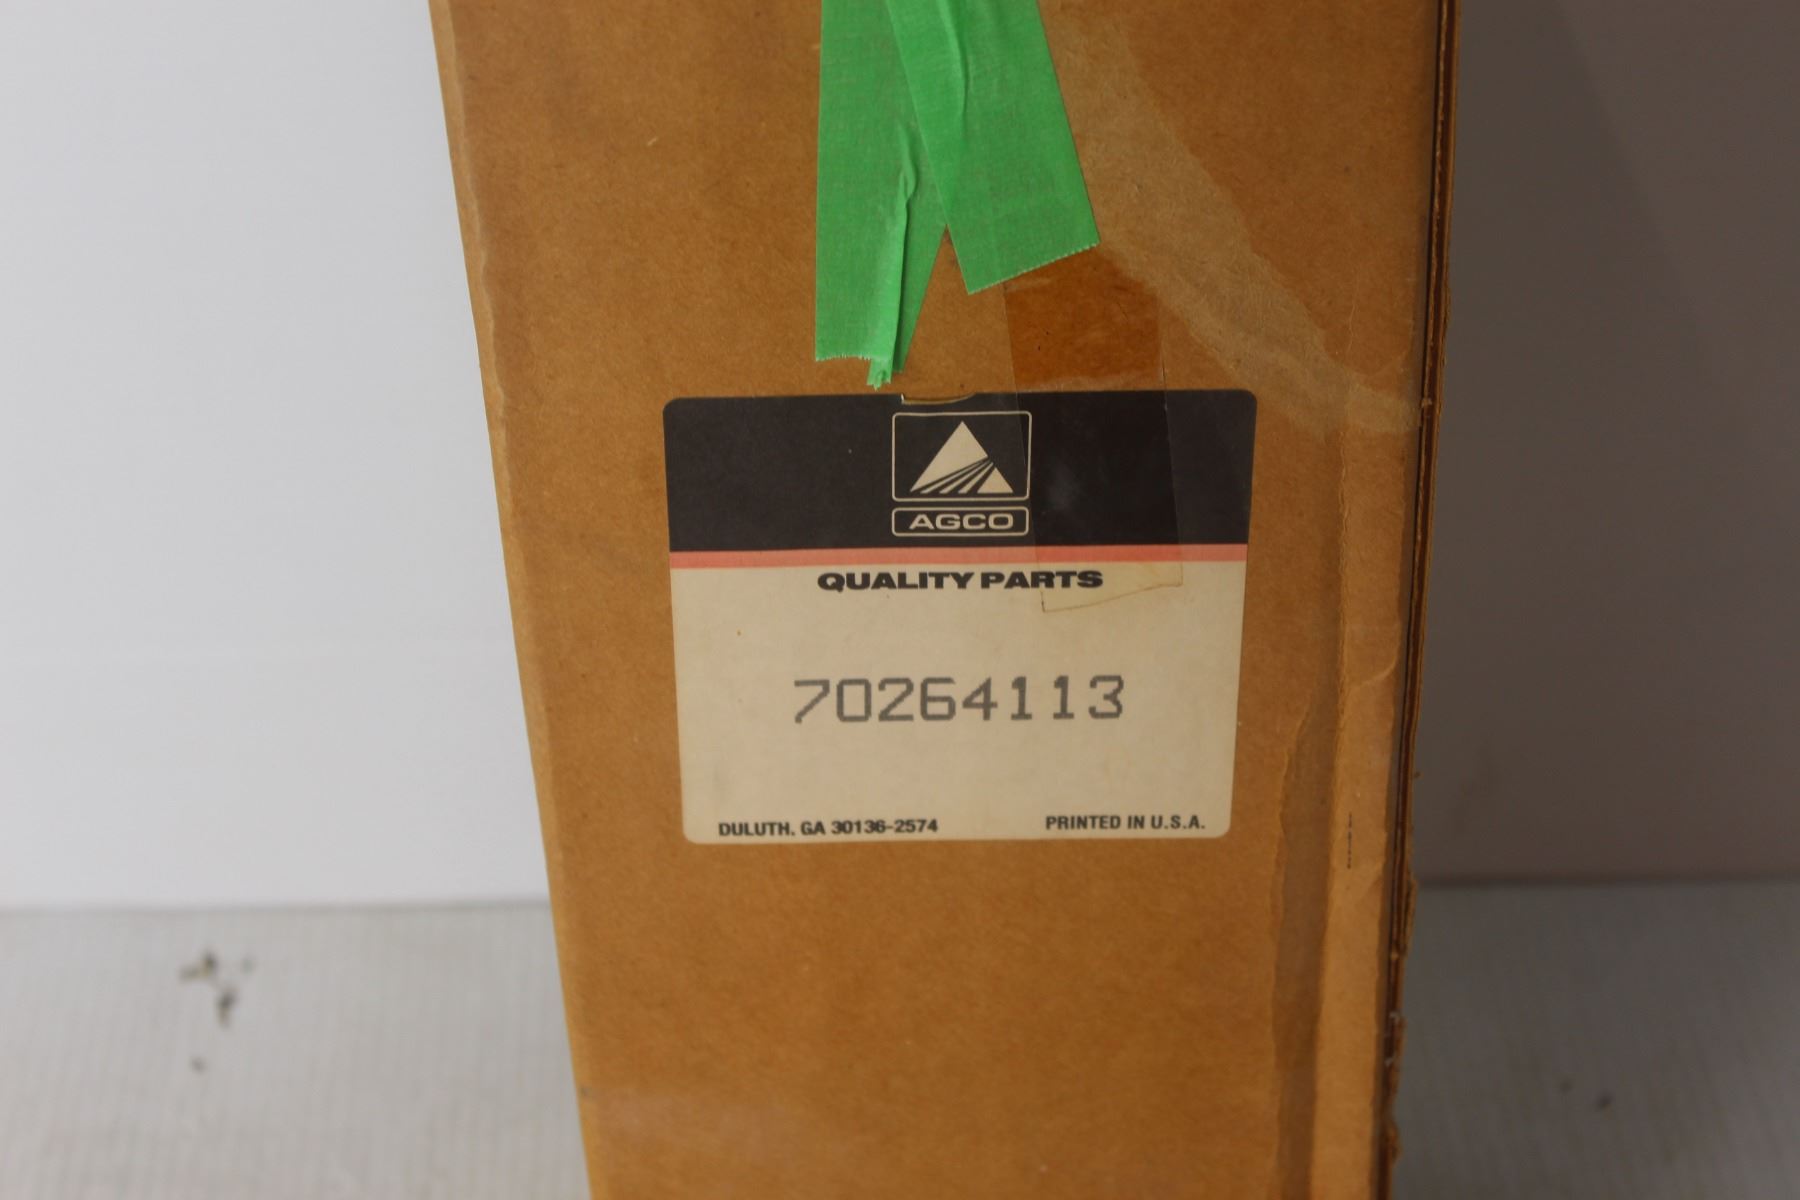 AGCO
QUALITY PARTS
70264113
DULUTH, GA 30136-2574
PRINTED IN U.S.A.